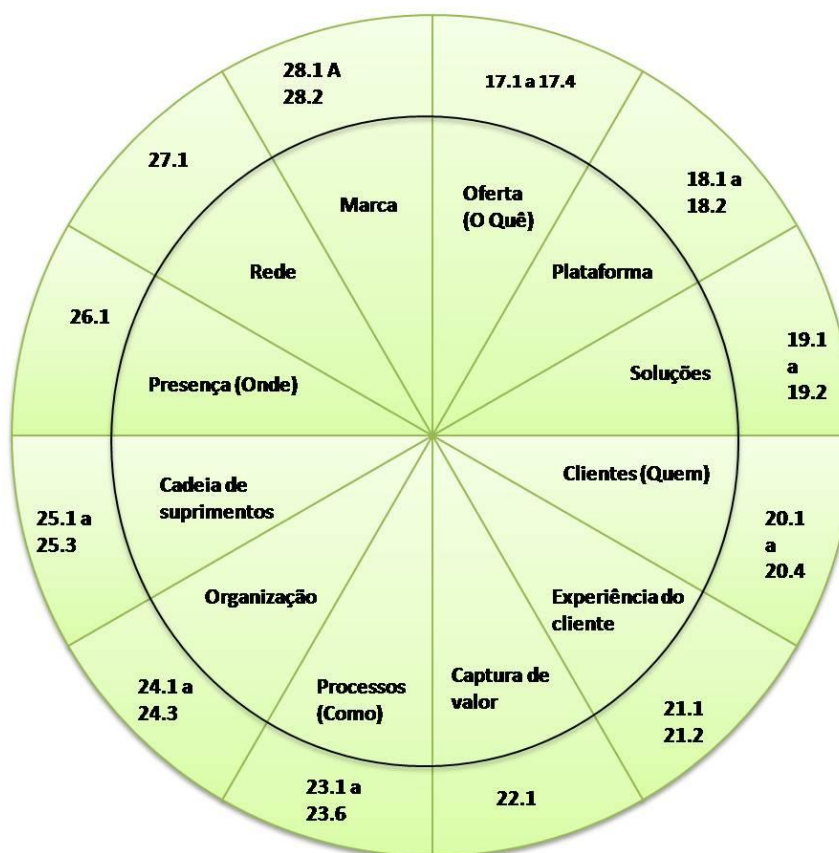 28.1 A
28.2
17.1 a 17.4
27.1
18.1 a
18.2
Marca
Oferta
(O Quê)
Rede
Plataforma
26.1
19.1
a
19.2
Presença (Onde)
Soluções
Cadeia de
suprimentos
Clientes (Quem)
25.1 a
25.3
20.1
a
20.4
Organização
Experiência do
cliente
24.1 a
24.3
Processos
(Como)
Captura de
valor
21.1
21.2
23.1 a
23.6
22.1